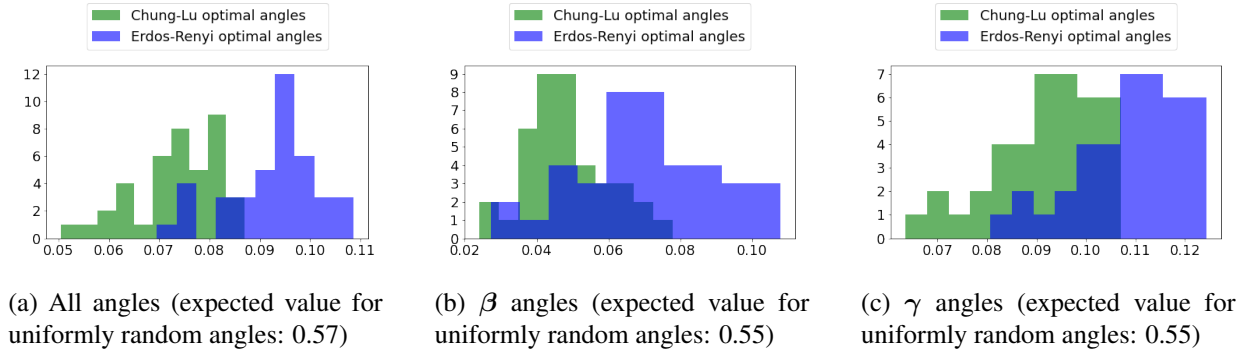 Chung-Lu optimal angles
Erdos-Renyi optimal angles
12
10
8
6
4
2
0
0.05 0.06 0.07 0.08 0.09 0.10 0.11
(a) All angles (expected value for
uniformly random angles: 0.57)
Chung-Lu optimal angles
Erdos-Renyi optimal angles
9
8
7
6
5
4
3
2
1
0
0.02 0.04 0.06 0.08 0.10
(b) β angles (expected value for
uniformly random angles: 0.55)
Chung-Lu optimal angles
Erdos-Renyi optimal angles
7
6
5
4
3
2
1
0
0.07 0.08 0.09 0.10 0.11 0.12
(c) γ angles (expected value for
uniformly random angles: 0.55)